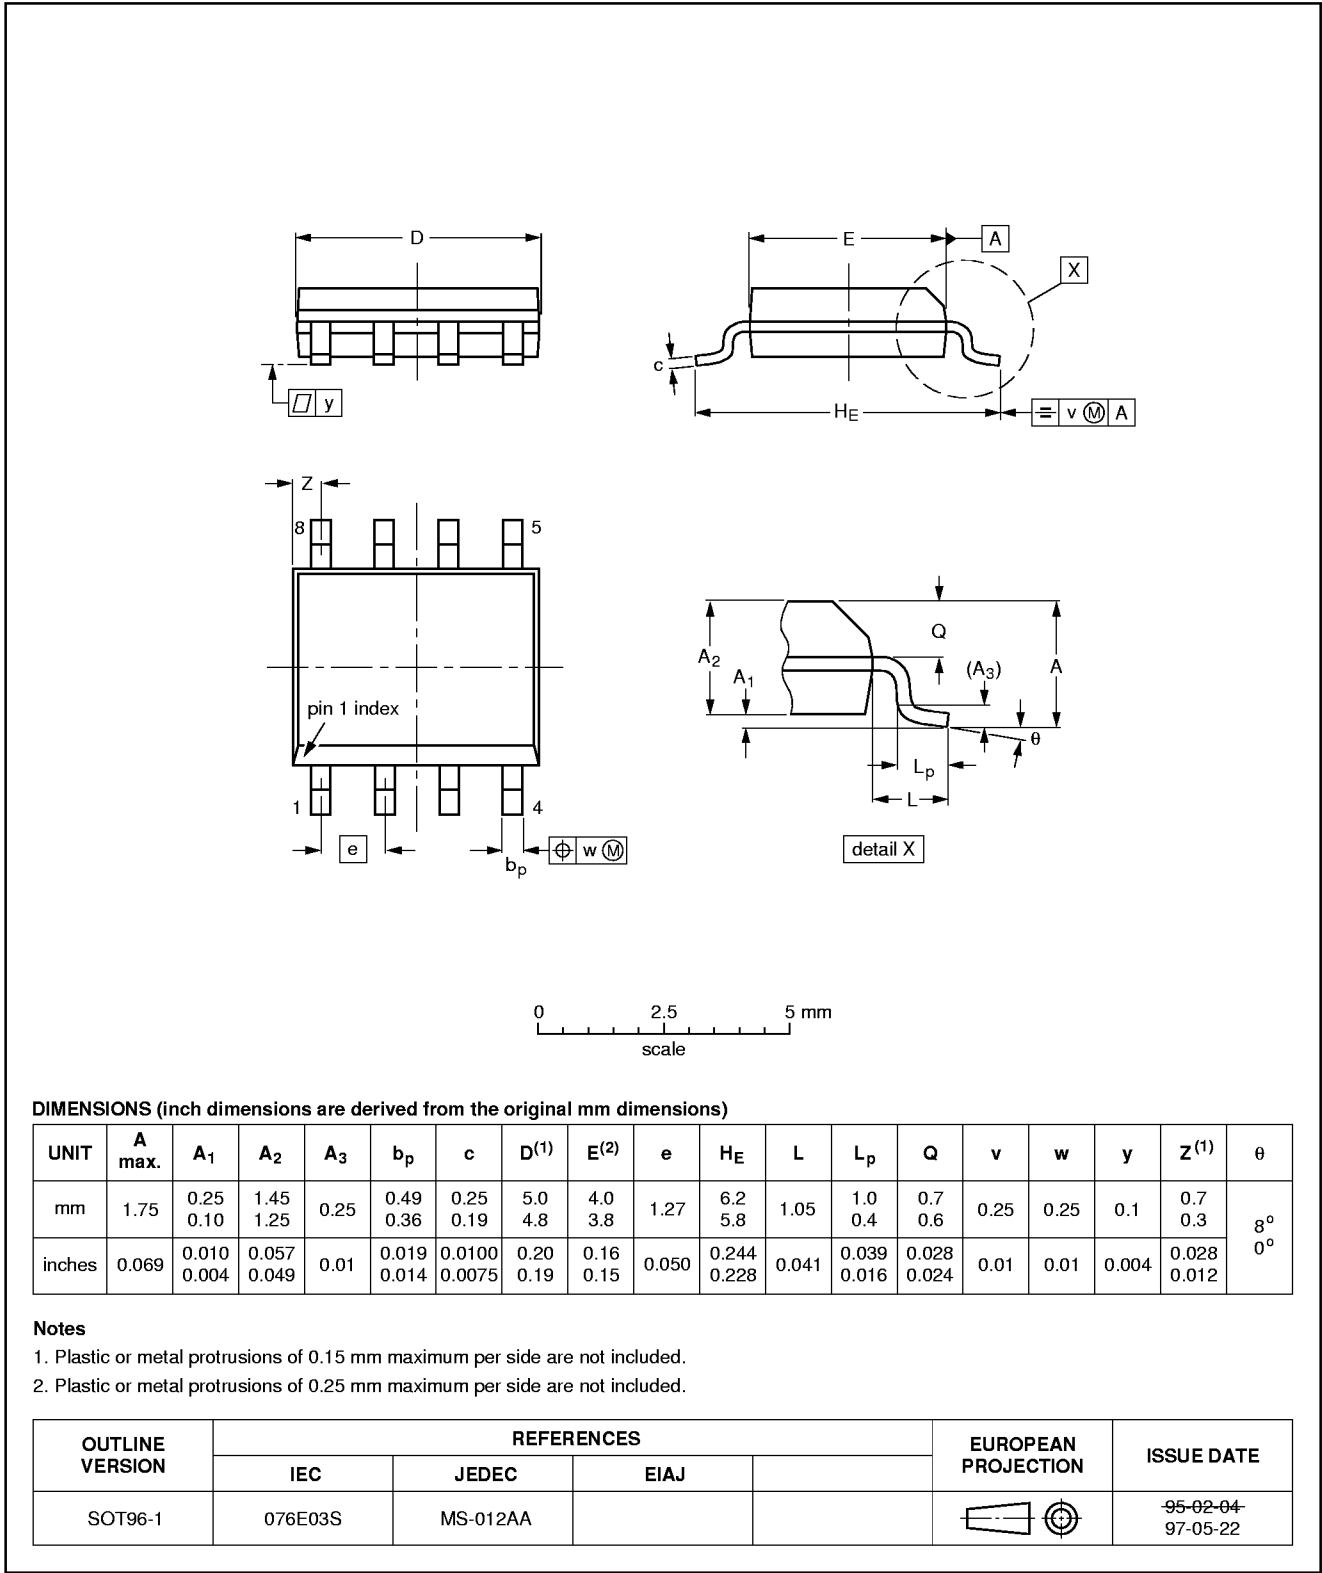 D
E
A
X
c
y
HE
v M A
Z
8
5
pin 1 index
1
4
e
w M
bp
Q
A2
A1
(A3)
A
θ
Lp
L
detail X
0 2.5 5 mm
scale
DIMENSIONS (inch dimensions are derived from the original mm dimensions)
UNIT A max. A1 A2 A3 bp c D(1) E(2) e HE L Lp Q v w y Z(1) θ
mm 1.75 0.25 0.10 1.45 1.25 0.25 0.49 0.36 0.25 0.19 5.0 4.8 4.0 3.8 1.27 6.2 5.8 1.05 1.0 0.4 0.7 0.6 0.25 0.25 0.1 0.7 0.3 8° 0°
inches 0.069 0.010 0.004 0.057 0.049 0.01 0.019 0.014 0.0100 0.0075 0.20 0.19 0.16 0.15 0.050 0.244 0.228 0.041 0.039 0.016 0.028 0.024 0.01 0.01 0.004 0.028 0.012
Notes
1. Plastic or metal protrusions of 0.15 mm maximum per side are not included.
2. Plastic or metal protrusions of 0.25 mm maximum per side are not included.
OUTLINE VERSION REFERENCES EUROPEAN PROJECTION ISSUE DATE
IEC JEDEC EIAJ
SOT96-1 076E03S MS-012AA 95-02-04
97-05-22